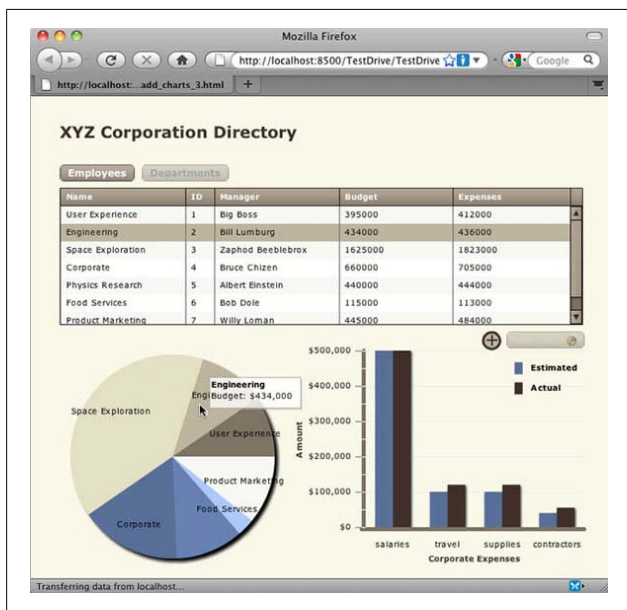 Mozilla Firefox
http://localhost:8500/TestDrive/TestDrive
Google
http://localhost:...add_charts_3.html
XYZ Corporation Directory
Employees Departments
Name ID Manager Budget Expenses
User Experience 1 Big Boss 395000 412000
Engineering 2 Bill Lumburg 434000 436000
Space Exploration 3 Zaphod Beeblebrox 1625000 1823000
Corporate 4 Bruce Chizen 660000 705000
Physics Research 5 Albert Einstein 440000 444000
Food Services 6 Bob Dole 115000 113000
Product Marketing 7 Willy Loman 445000 484000
Engineering
Budget: $434,000
Engi
Space Exploration
User Experience
Product Marketing
Food Services
Corporate
$500,000
$400,000
$300,000
$200,000
$100,000
$0
Amount
Estimated
Actual
salaries travel supplies contractors
Corporate Expenses
Transferring data from localhost...